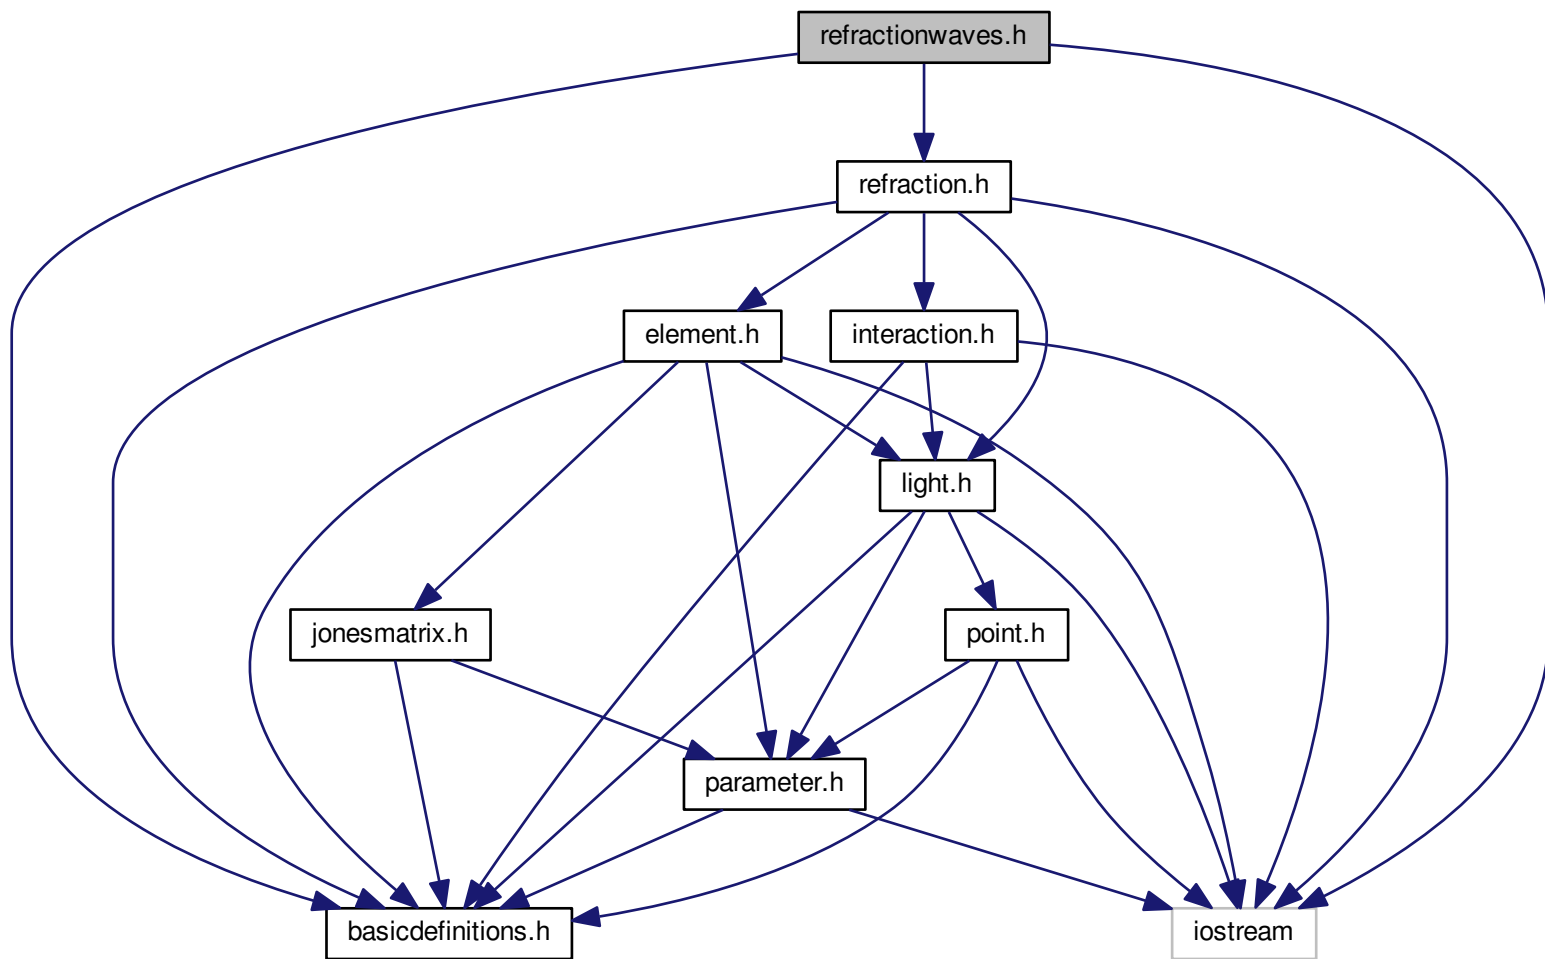 refractionwaves.h
refraction.h
element.h
interaction.h
light.h
jonesmatrix.h
point.h
parameter.h
basicdefinitions.h
iostream